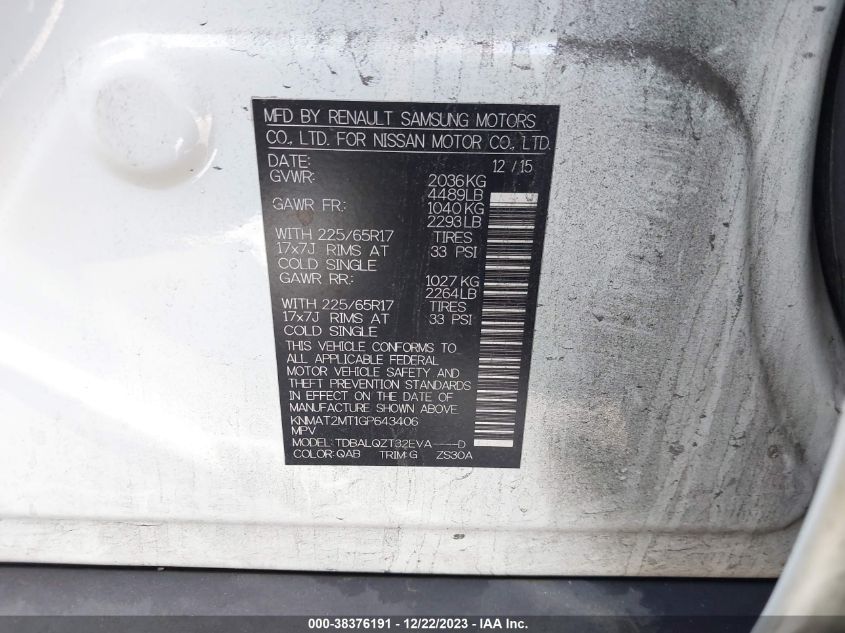 MFD BY RENAULT SAMSUNG MOTORS
CO., LTD. FOR NISSAN MOTOR CO., LTD.
DATE: 12 / 15
GVWR: 2036KG
4489LB
GAWR FR.: 1040KG
2293LB
WITH 225/65R17 TIRES
17x7J RIMS AT 33 PSI
COLD SINGLE
GAWR RR.: 1027KG
2264LB
WITH 225/65R17 TIRES
17x7J RIMS AT 33 PSI
COLD SINGLE
THIS VEHICLE CONFORMS TO
ALL APPLICABLE FEDERAL
MOTOR VEHICLE SAFETY AND
THEFT PREVENTION STANDARDS
IN EFFECT ON THE DATE OF
MANUFACTURE SHOWN ABOVE
KNMAT2MT1GP643406
MPV
MODEL:TDBALQZT32EVA----D
COLOR:QAB TRIM:G ZS30A
000-38376191 - 12/22/2023 - IAA Inc.